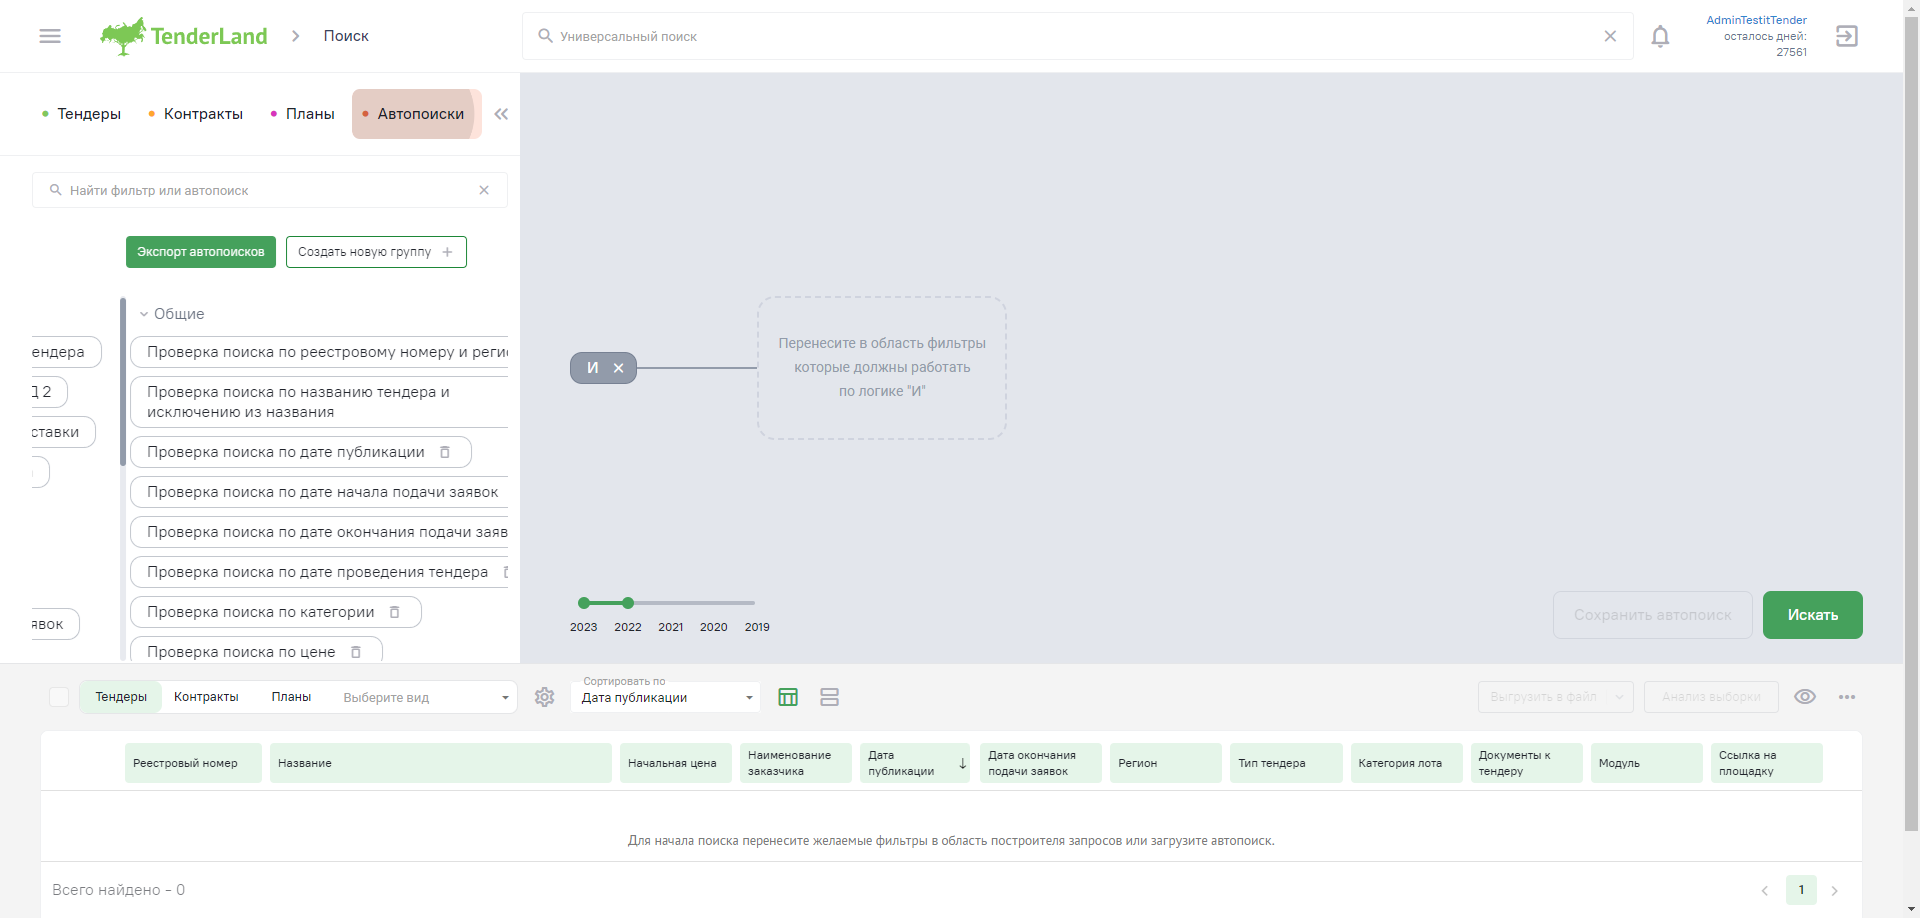 TenderLand
Поиск
Универсальный поиск
AdminTestitTender
осталось дней:
27561
Тендеры
Контракты
Планы
Автопоиски
Найти фильтр или автопоиск
Экспорт автопоисков
Создать новую группу
Общие
ендера
Проверка поиска по реестровому номеру и реги
Д 2
Проверка поиска по названию тендера и
исключению из названия
ставки
Проверка поиска по дате публикации
Проверка поиска по дате начала подачи заявок
Проверка поиска по дате окончания подачи заяв
Проверка поиска по дате проведения тендера
Проверка поиска по категории
явок
Проверка поиска по цене
И
Перенесите в область фильтры
которые должны работать
по логике "И"
2023 2022 2021 2020 2019
Сохранить автопоиск
Искать
Тендеры
Контракты
Планы
Выберите вид
Сортировать по
Дата публикации
Выгрузить в файл
Анализ выборки
Реестровый номер
Название
Начальная цена
Наименование
заказчика
Дата
публикации
Дата окончания
подачи заявок
Регион
Тип тендера
Категория лота
Документы к
тендеру
Модуль
Ссылка на
площадку
Для начала поиска перенесите желаемые фильтры в область построителя запросов или загрузите автопоиск.
Всего найдено - 0
1